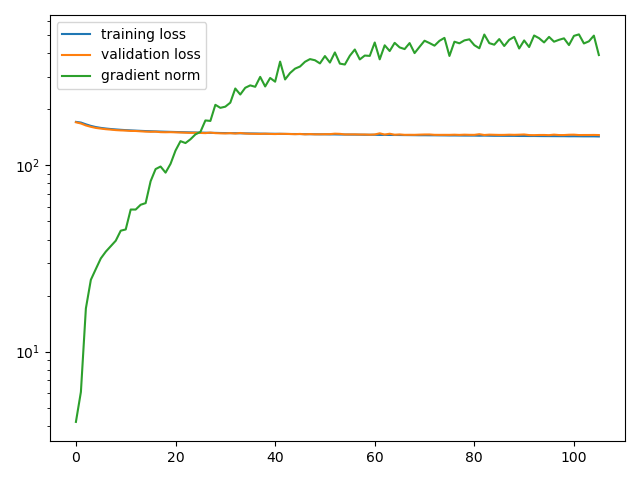 training loss
validation loss
gradient norm
10²
10¹
0 20 40 60 80 100